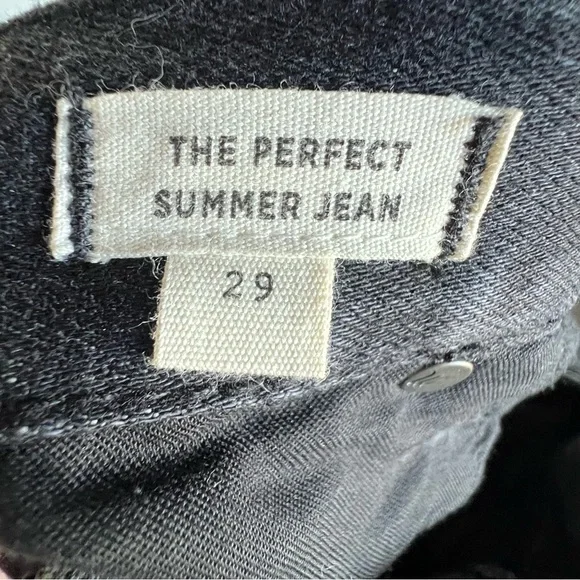 THE PERFECT
SUMMER JEAN
29